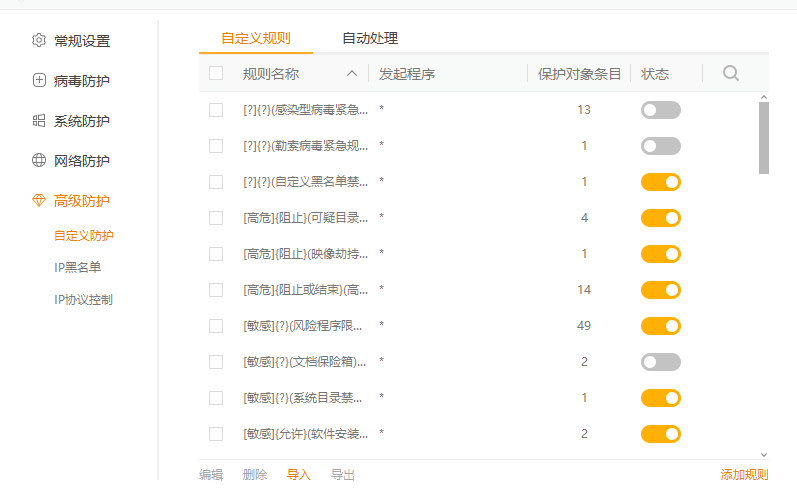 常规设置
病毒防护
系统防护
网络防护
高级防护
自定义防护
IP黑名单
IP协议控制
自定义规则 自动处理
规则名称 发起程序 保护对象条目 状态
[?]{?}(感染型病毒紧急... * 13
[?]{?}(勒索病毒紧急规... * 1
[?]{?}(自定义黑名单禁... * 1
[高危]{阻止}(可疑目录... * 4
[高危]{阻止}(映像劫持... * 1
[高危]{阻止或结束}(高... * 14
[敏感]{?}(风险程序限... * 49
[敏感]{?}(文档保险箱)... * 2
[敏感]{?}(系统目录禁... * 1
[敏感]{允许}(软件安装... * 2
编辑 删除 导入 导出 添加规则